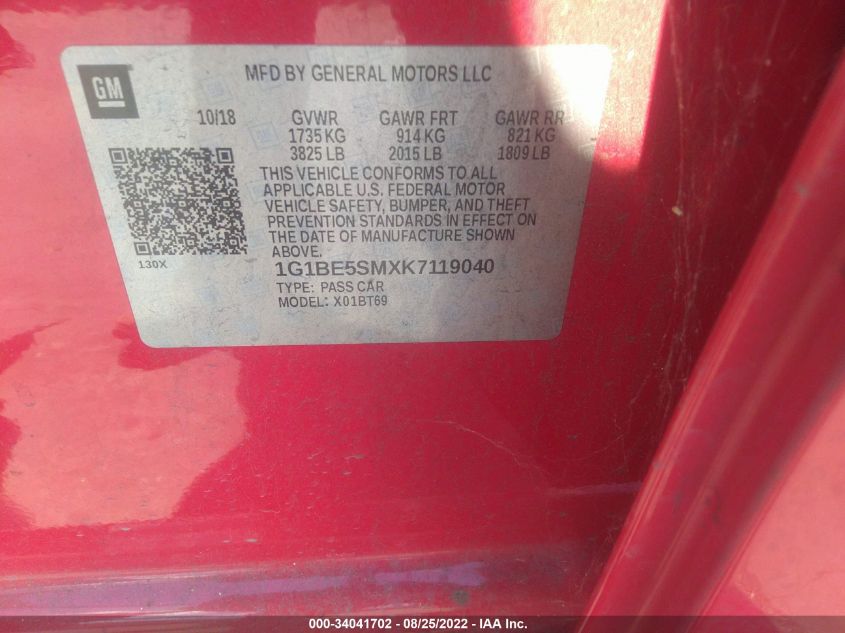 GM
MFD BY GENERAL MOTORS LLC
10/18 GVWR GAWR FRT GAWR RR
1735 KG 914 KG 821 KG
3825 LB 2015 LB 1809 LB
THIS VEHICLE CONFORMS TO ALL
APPLICABLE U.S. FEDERAL MOTOR
VEHICLE SAFETY, BUMPER, AND THEFT
PREVENTION STANDARDS IN EFFECT ON
THE DATE OF MANUFACTURE SHOWN
ABOVE.
130X
1G1BE5SMXK7119040
TYPE: PASS CAR
MODEL: X01BT69
000-34041702 - 08/25/2022 - IAA Inc.